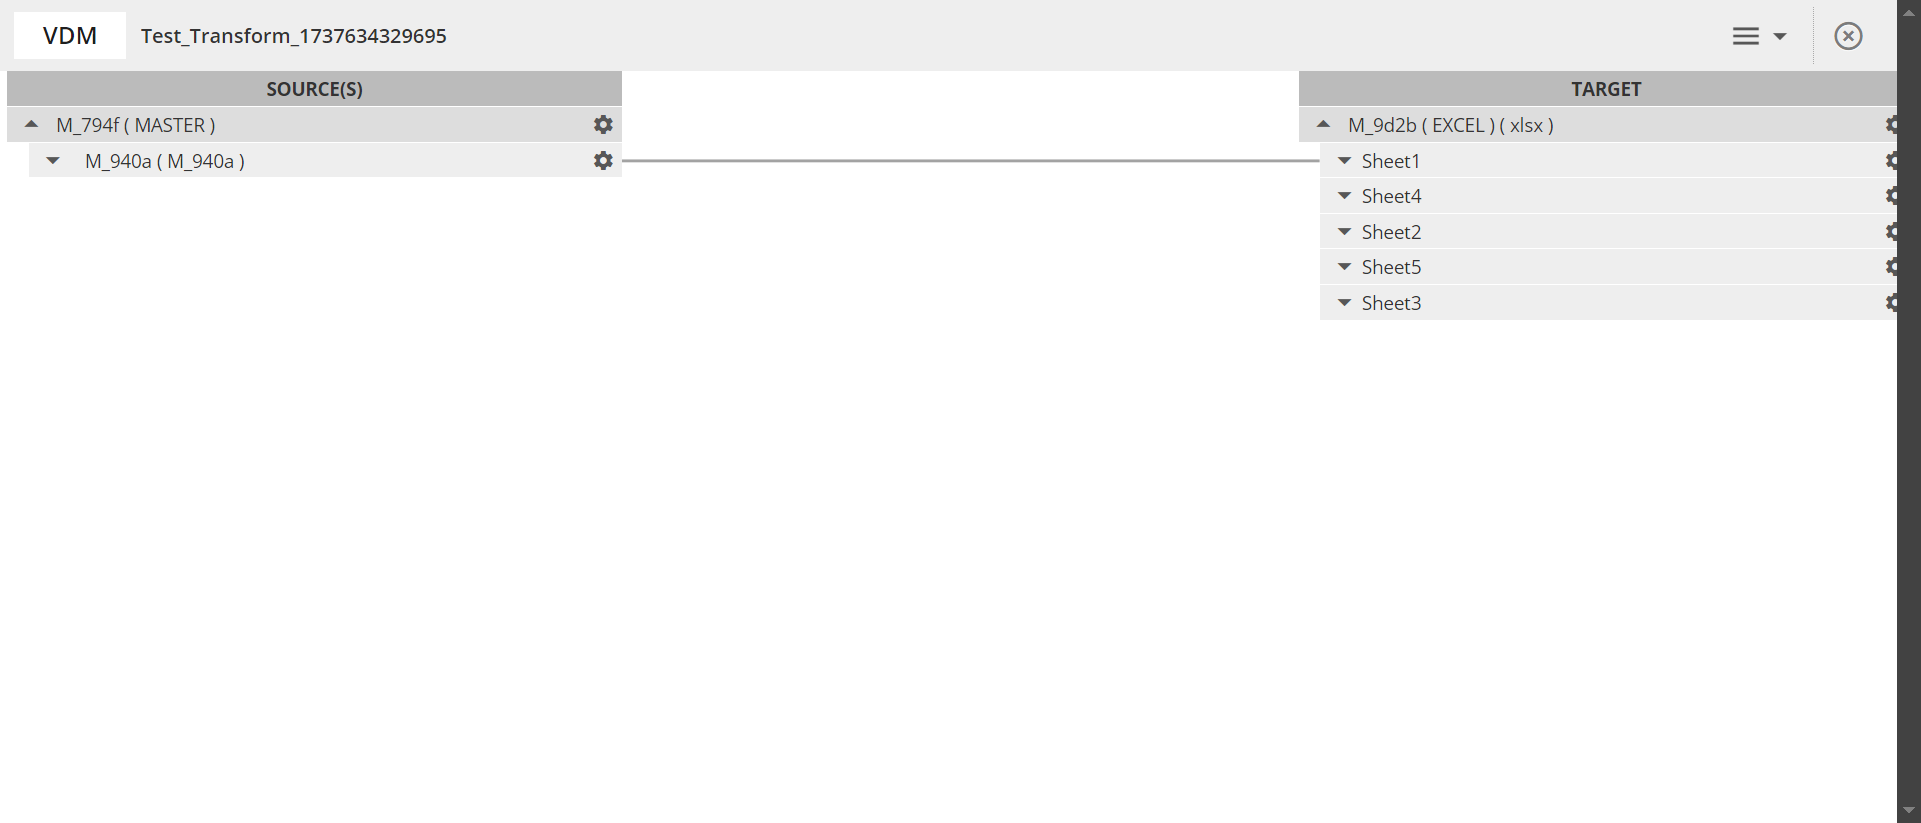 VDM
Test_Transform_1737634329695
SOURCE(S)
M_794f ( MASTER )
M_940a ( M_940a )
TARGET
M_9d2b ( EXCEL ) ( xlsx )
Sheet1
Sheet4
Sheet2
Sheet5
Sheet3